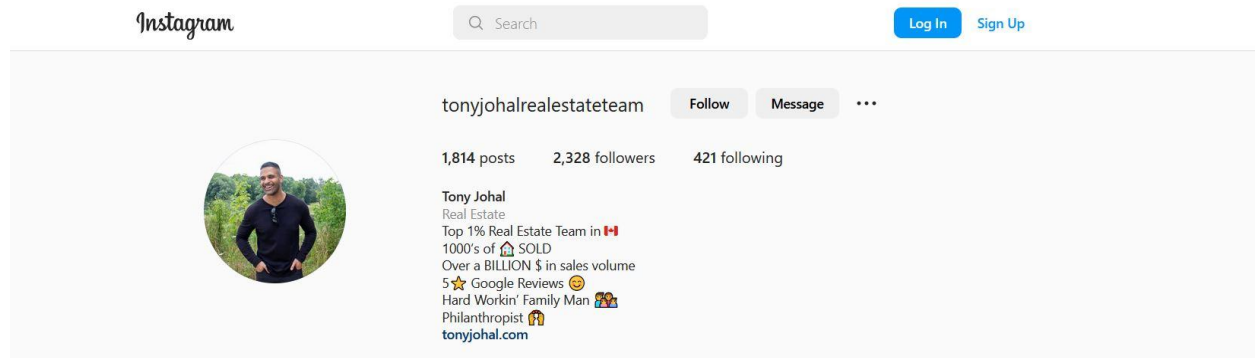 Instagram
Search
Log In
Sign Up
tonyjohalrealestateteam
Follow
Message
1,814 posts
2,328 followers
421 following
Tony Johal
Real Estate
Top 1% Real Estate Team in 🇨🇦
1000's of 🏠 SOLD
Over a BILLION $ in sales volume
5⭐ Google Reviews 😊
Hard Workin' Family Man 👨‍👩‍👧‍👦
Philanthropist 🙌
tonyjohal.com